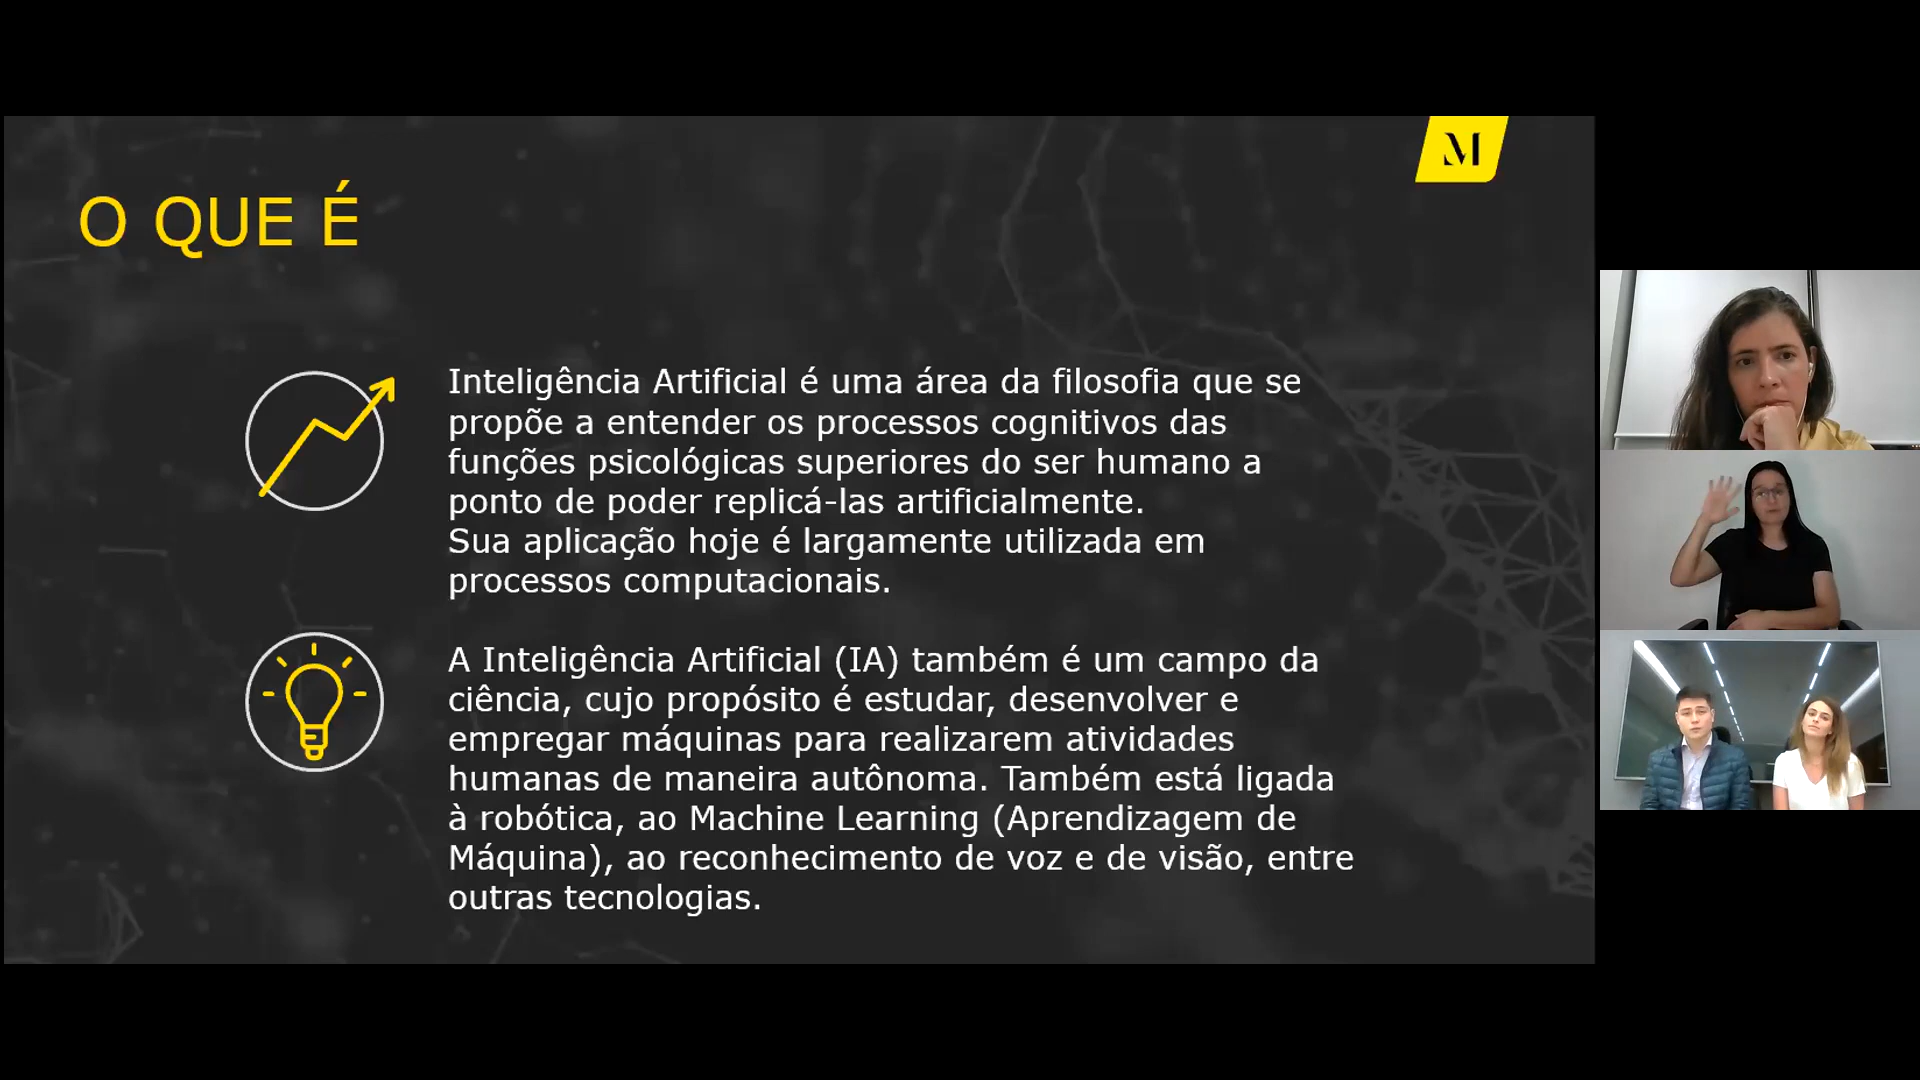 M
O QUE É
Inteligência Artificial é uma área da filosofia que se
propõe a entender os processos cognitivos das
funções psicológicas superiores do ser humano a
ponto de poder replicá-las artificialmente.
Sua aplicação hoje é largamente utilizada em
processos computacionais.
A Inteligência Artificial (IA) também é um campo da
ciência, cujo propósito é estudar, desenvolver e
empregar máquinas para realizarem atividades
humanas de maneira autônoma. Também está ligada
à robótica, ao Machine Learning (Aprendizagem de
Máquina), ao reconhecimento de voz e de visão, entre
outras tecnologias.